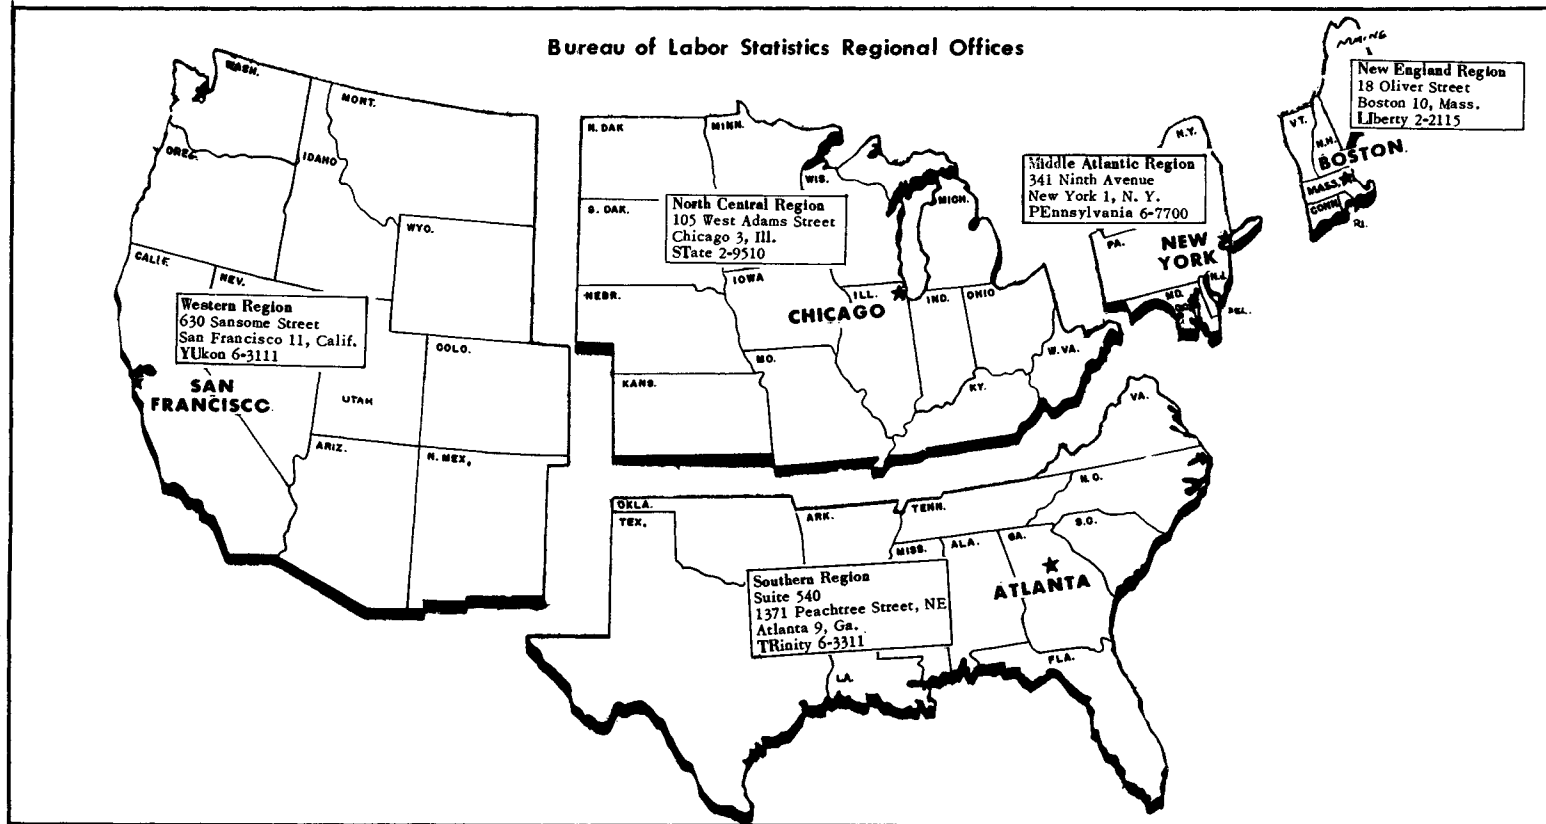 Bureau of Labor Statistics Regional Offices
MAINE
New England Region
18 Oliver Street
Boston 10, Mass.
LIberty 2-2115
VT.
N.H.
BOSTON
MASS.
CONN.
R.I.
N.Y.
Middle Atlantic Region
341 Ninth Avenue
New York 1, N. Y.
PEnnsylvania 6-7700
PA.
NEW
YORK
N.J.
MD.
DEL.
N. DAK
MINN.
WIS.
MICH.
S. DAK.
North Central Region
105 West Adams Street
Chicago 3, Ill.
STate 2-9510
IOWA
NEBR.
ILL.
IND.
OHIO
CHICAGO
W.VA.
MO.
KANS.
KY.
WASH.
MONT.
OREG.
IDAHO
WYO.
CALIF.
NEV.
Western Region
630 Sansome Street
San Francisco 11, Calif.
YUkon 6-3111
COLO.
SAN
FRANCISCO
UTAH
ARIZ.
N. MEX.
VA.
OKLA.
TEX.
ARK.
TENN.
N.C.
S.C.
MISS.
ALA.
GA.
Southern Region
Suite 540
1371 Peachtree Street, NE
Atlanta 9, Ga.
TRinity 6-3311
ATLANTA
LA.
FLA.